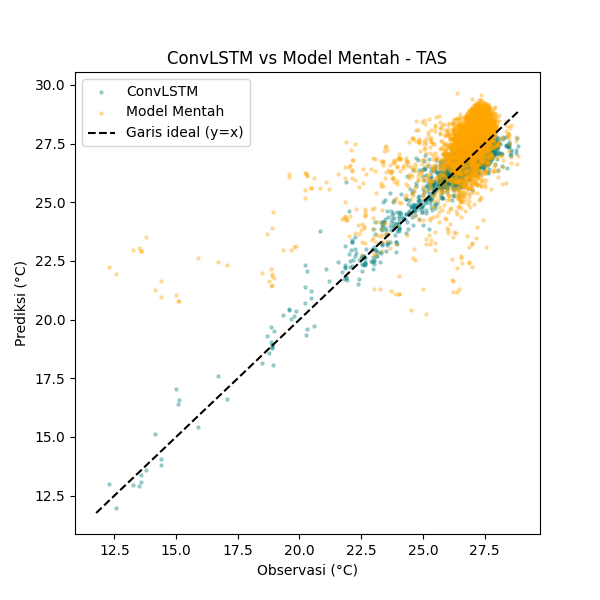 ConvLSTM vs Model Mentah - TAS
ConvLSTM
Model Mentah
Garis ideal (y=x)
Prediksi (°C)
30.0
27.5
25.0
22.5
20.0
17.5
15.0
12.5
12.5 15.0 17.5 20.0 22.5 25.0 27.5
Observasi (°C)